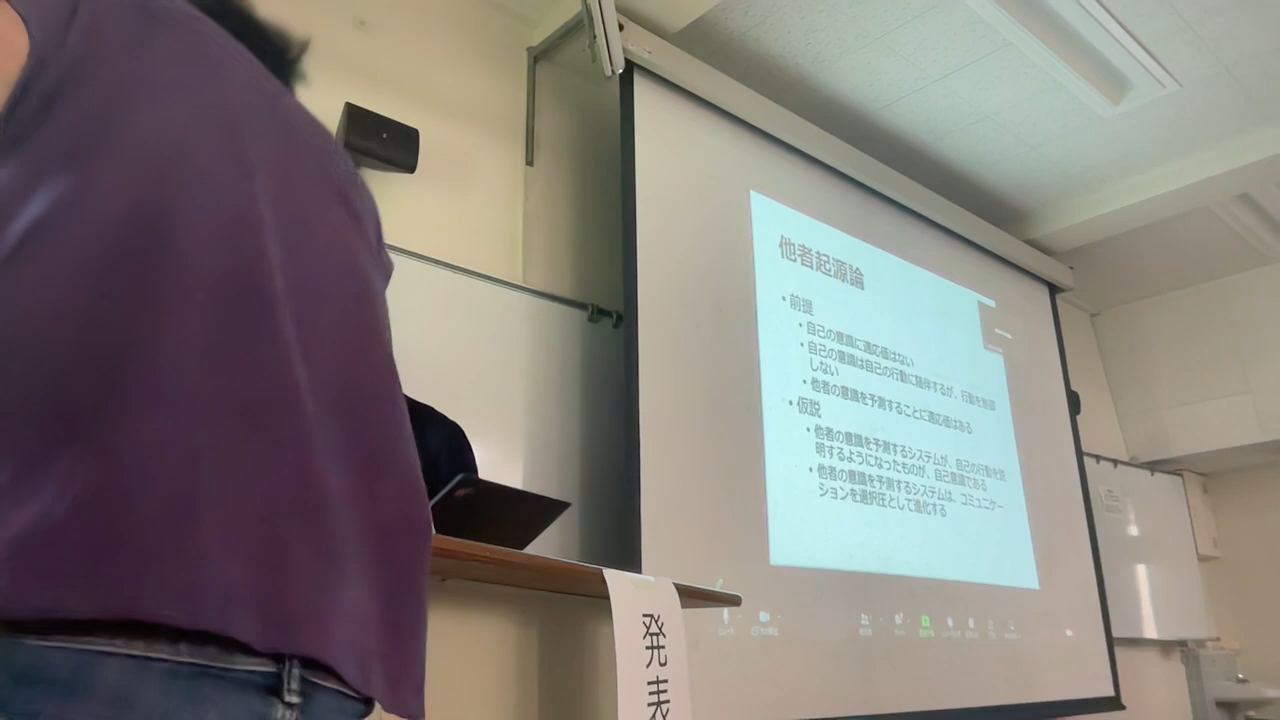 他者起源論
• 前提
• 自己の意識に適応価はない
• 自己の意識は自己の行動に随伴するが、行動を制御
しない
• 他者の意識を予測することに適応価はある
• 仮説
• 他者の意識を予測するシステムが、自己の行動を説
明するようになったものが、自己意識である
• 他者の意識を予測するシステムは、コミュニケー
ションを選択圧として進化する
発表